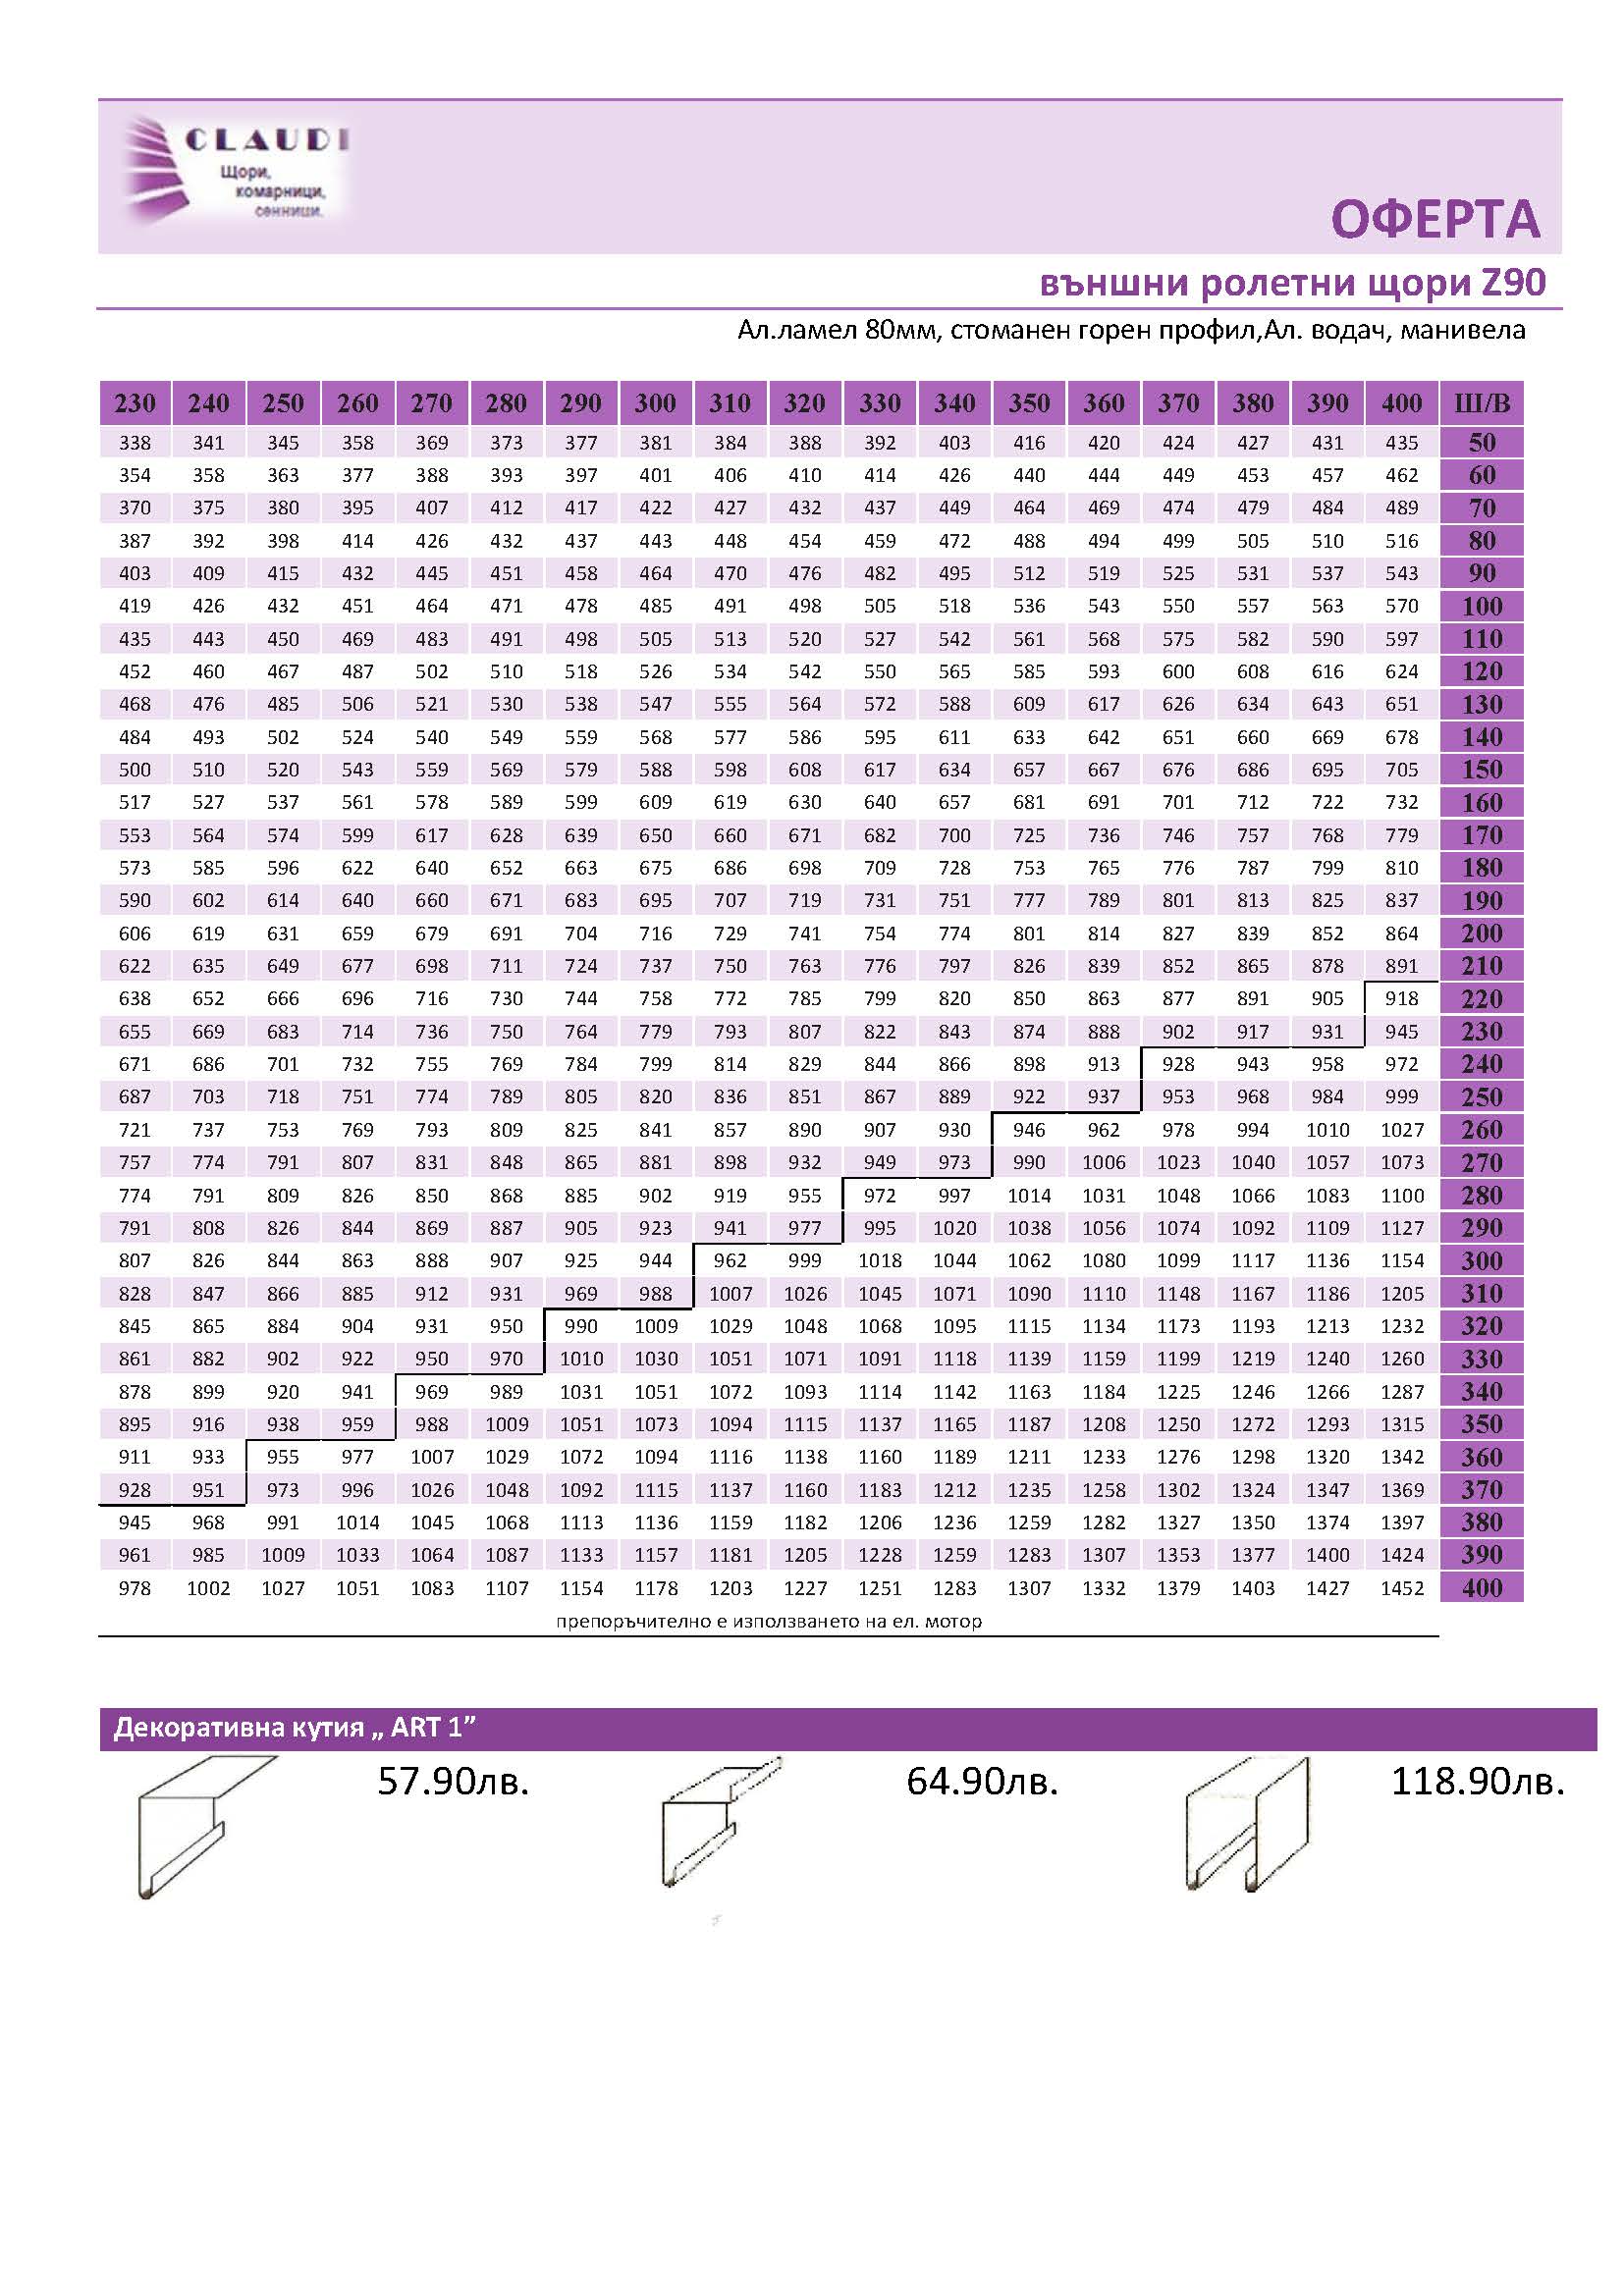 CLAUDI
Щори,
комарници,
сенници.
ОФЕРТА
външни ролетни щори Z90
Ал.ламел 80мм, стоманен горен профил,Ал. водач, манивела
230 240 250 260 270 280 290 300 310 320 330 340 350 360 370 380 390 400 Ш/В
338 341 345 358 369 373 377 381 384 388 392 403 416 420 424 427 431 435 50
354 358 363 377 388 393 397 401 406 410 414 426 440 444 449 453 457 462 60
370 375 380 395 407 412 417 422 427 432 437 449 464 469 474 479 484 489 70
387 392 398 414 426 432 437 443 448 454 459 472 488 494 499 505 510 516 80
403 409 415 432 445 451 458 464 470 476 482 495 512 519 525 531 537 543 90
419 426 432 451 464 471 478 485 491 498 505 518 536 543 550 557 563 570 100
435 443 450 469 483 491 498 505 513 520 527 542 561 568 575 582 590 597 110
452 460 467 487 502 510 518 526 534 542 550 565 585 593 600 608 616 624 120
468 476 485 506 521 530 538 547 555 564 572 588 609 617 626 634 643 651 130
484 493 502 524 540 549 559 568 577 586 595 611 633 642 651 660 669 678 140
500 510 520 543 559 569 579 588 598 608 617 634 657 667 676 686 695 705 150
517 527 537 561 578 589 599 609 619 630 640 657 681 691 701 712 722 732 160
553 564 574 599 617 628 639 650 660 671 682 700 725 736 746 757 768 779 170
573 585 596 622 640 652 663 675 686 698 709 728 753 765 776 787 799 810 180
590 602 614 640 660 671 683 695 707 719 731 751 777 789 801 813 825 837 190
606 619 631 659 679 691 704 716 729 741 754 774 801 814 827 839 852 864 200
622 635 649 677 698 711 724 737 750 763 776 797 826 839 852 865 878 891 210
638 652 666 696 716 730 744 758 772 785 799 820 850 863 877 891 905 918 220
655 669 683 714 736 750 764 779 793 807 822 843 874 888 902 917 931 945 230
671 686 701 732 755 769 784 799 814 829 844 866 898 913 928 943 958 972 240
687 703 718 751 774 789 805 820 836 851 867 889 922 937 953 968 984 999 250
721 737 753 769 793 809 825 841 857 890 907 930 946 962 978 994 1010 1027 260
757 774 791 807 831 848 865 881 898 932 949 973 990 1006 1023 1040 1057 1073 270
774 791 809 826 850 868 885 902 919 955 972 997 1014 1031 1048 1066 1083 1100 280
791 808 826 844 869 887 905 923 941 977 995 1020 1038 1056 1074 1092 1109 1127 290
807 826 844 863 888 907 925 944 962 999 1018 1044 1062 1080 1099 1117 1136 1154 300
828 847 866 885 912 931 969 988 1007 1026 1045 1071 1090 1110 1148 1167 1186 1205 310
845 865 884 904 931 950 990 1009 1029 1048 1068 1095 1115 1134 1173 1193 1213 1232 320
861 882 902 922 950 970 1010 1030 1051 1071 1091 1118 1139 1159 1199 1219 1240 1260 330
878 899 920 941 969 989 1031 1051 1072 1093 1114 1142 1163 1184 1225 1246 1266 1287 340
895 916 938 959 988 1009 1051 1073 1094 1115 1137 1165 1187 1208 1250 1272 1293 1315 350
911 933 955 977 1007 1029 1072 1094 1116 1138 1160 1189 1211 1233 1276 1298 1320 1342 360
928 951 973 996 1026 1048 1092 1115 1137 1160 1183 1212 1235 1258 1302 1324 1347 1369 370
945 968 991 1014 1045 1068 1113 1136 1159 1182 1206 1236 1259 1282 1327 1350 1374 1397 380
961 985 1009 1033 1064 1087 1133 1157 1181 1205 1228 1259 1283 1307 1353 1377 1400 1424 390
978 1002 1027 1051 1083 1107 1154 1178 1203 1227 1251 1283 1307 1332 1379 1403 1427 1452 400
препоръчително е използването на ел. мотор
Декоративна кутия „ ART 1”
57.90лв. 64.90лв. 118.90лв.